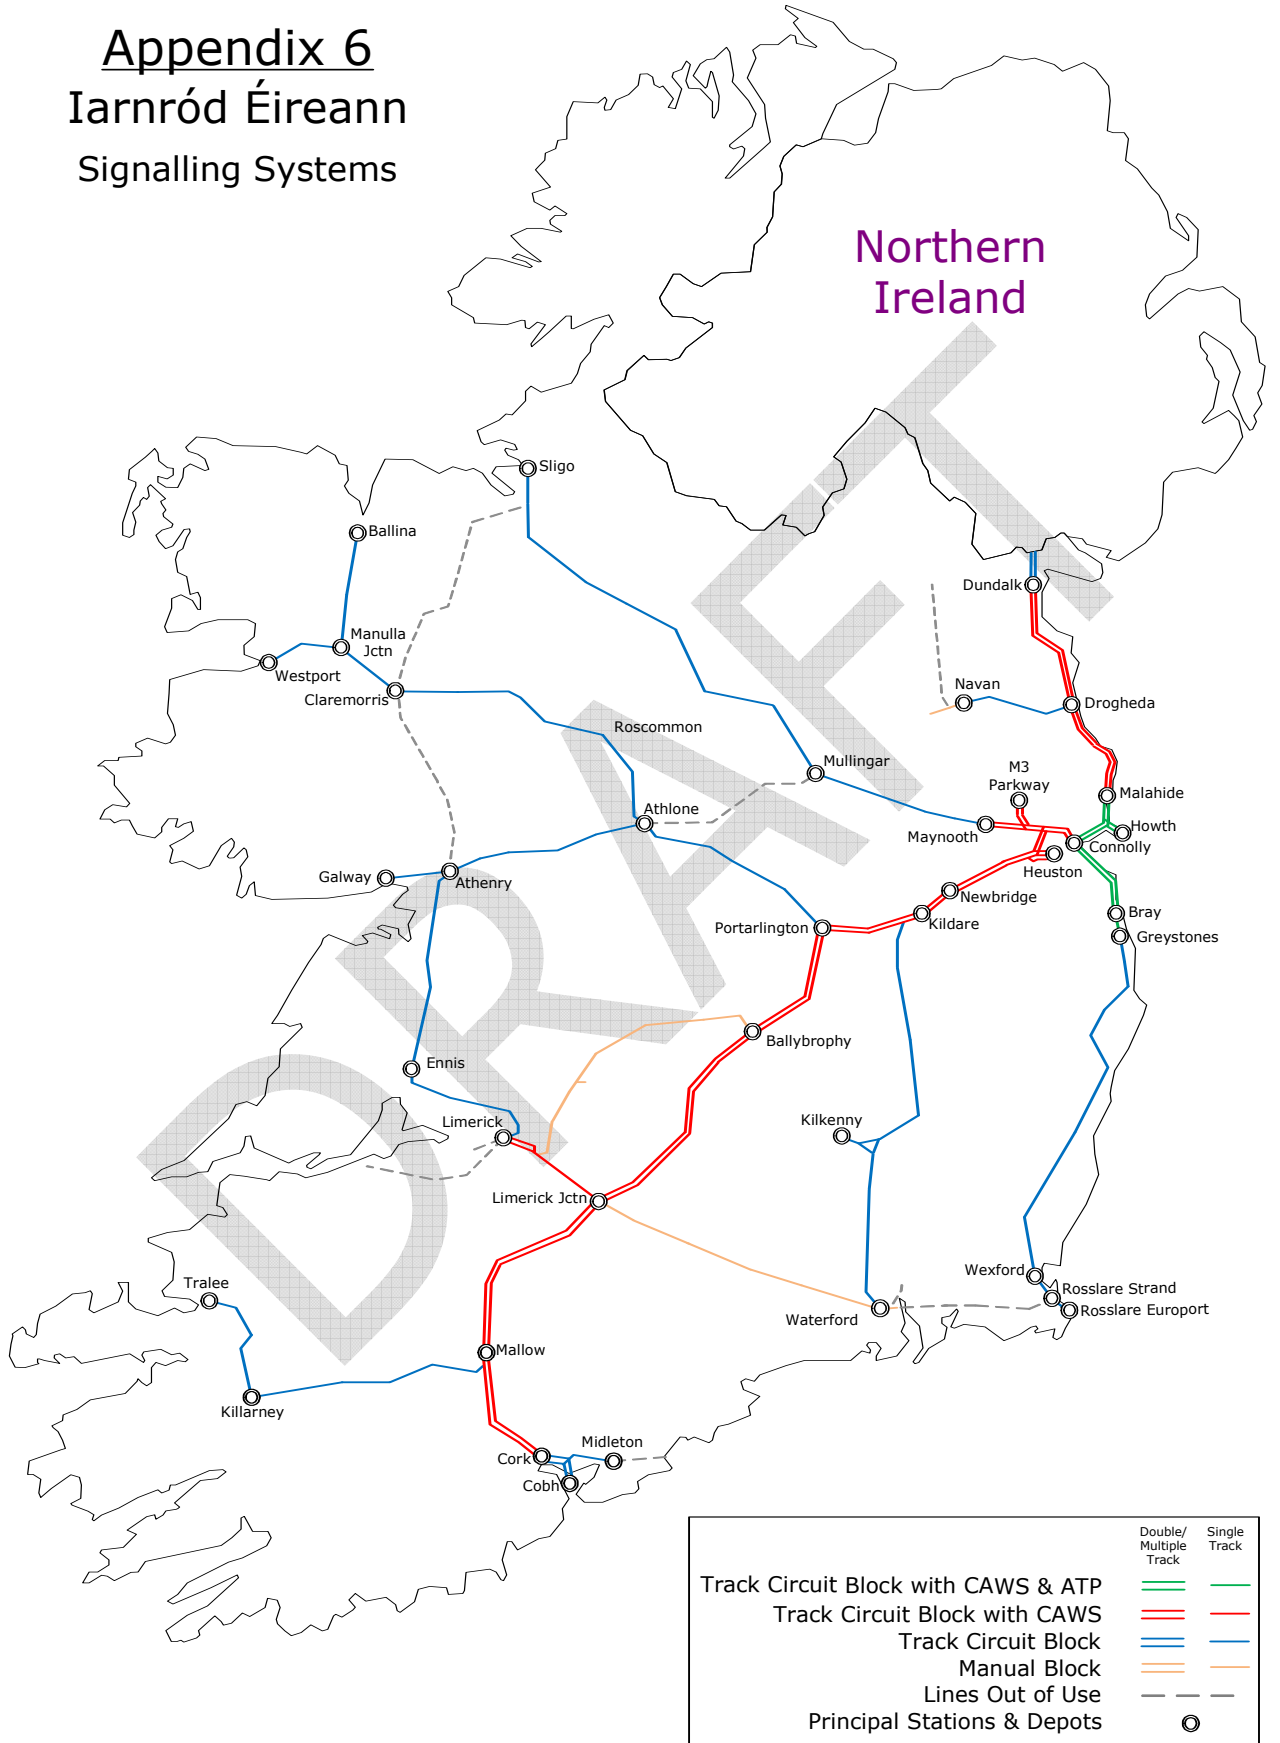 Appendix 6
Iarnród Éireann
Signalling Systems
Northern
Ireland
DRAFT
Sligo
Ballina
Dundalk
Manulla
Jctn
Westport
Claremorris
Navan
Drogheda
Roscommon
Mullingar
M3
Parkway
Malahide
Athlone
Maynooth
Howth
Connolly
Heuston
Galway
Athenry
Newbridge
Bray
Portarlington
Kildare
Greystones
Ballybrophy
Ennis
Limerick
Kilkenny
Limerick Jctn
Wexford
Tralee
Rosslare Strand
Rosslare Europort
Waterford
Mallow
Killarney
Midleton
Cork
Cobh
Double/
Multiple
Track
Single
Track
Track Circuit Block with CAWS & ATP
Track Circuit Block with CAWS
Track Circuit Block
Manual Block
Lines Out of Use
Principal Stations & Depots